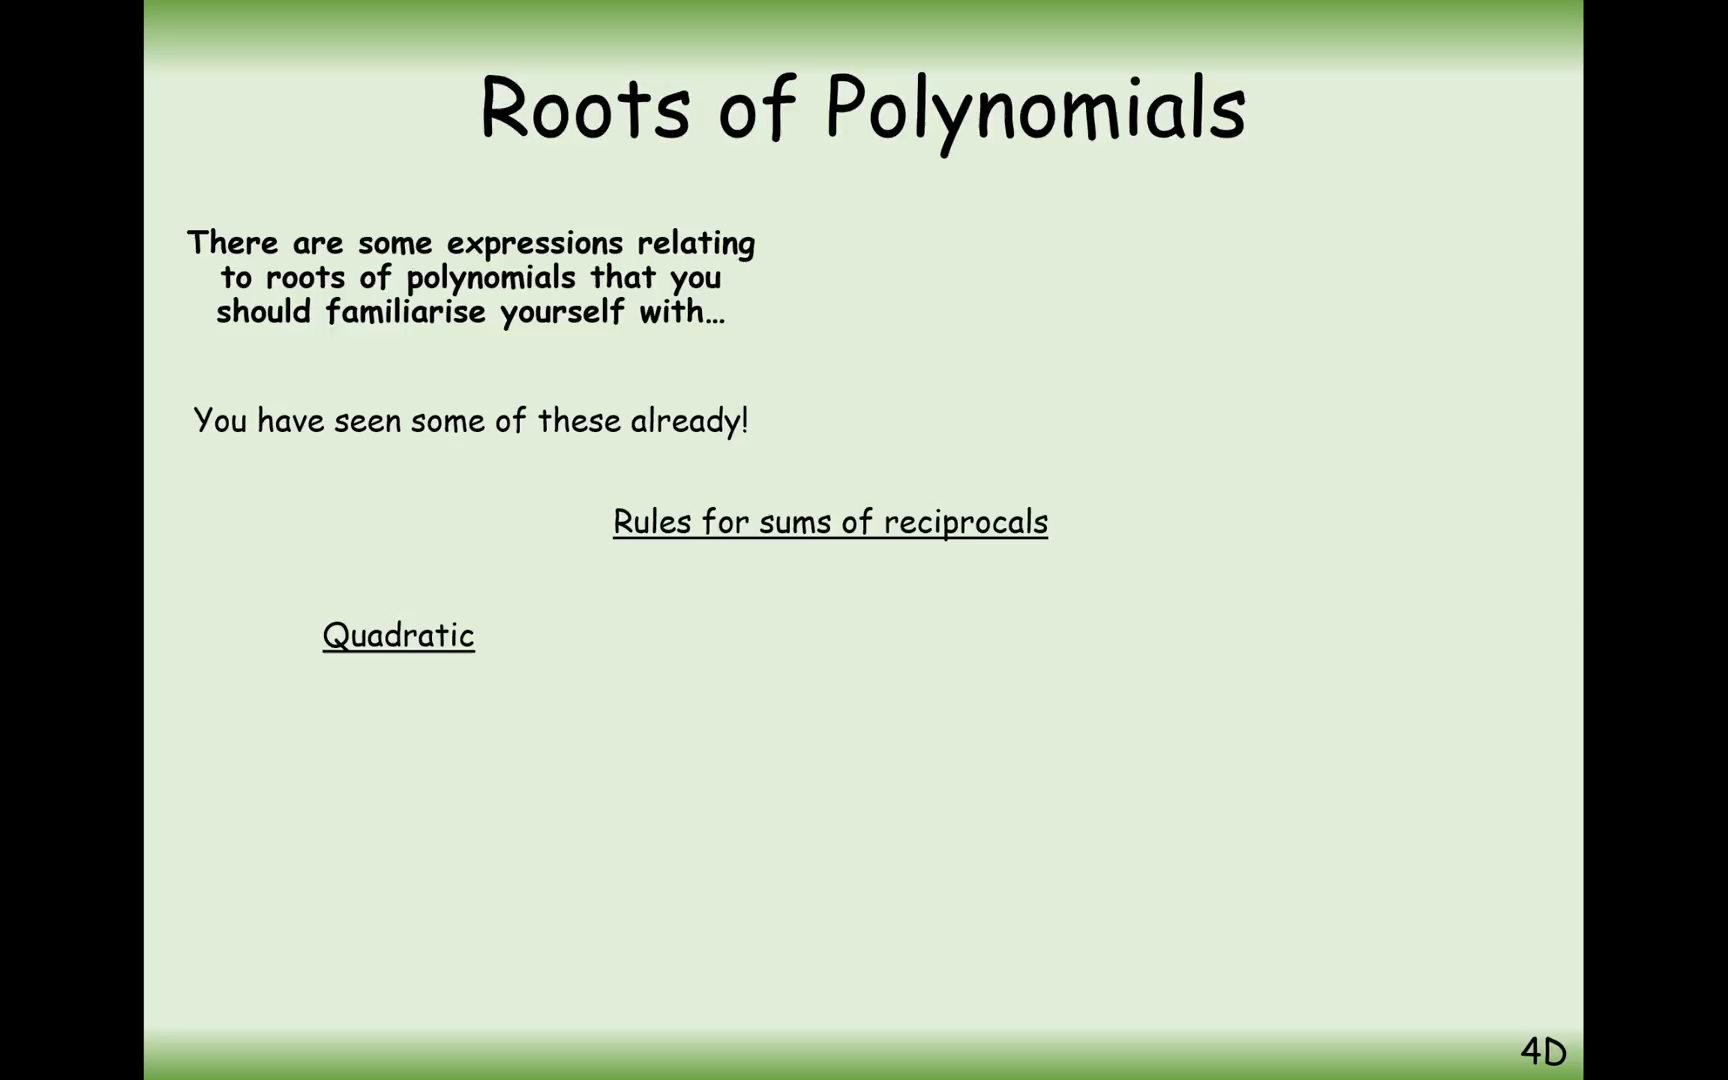 Roots of Polynomials
There are some expressions relating
to roots of polynomials that you
should familiarise yourself with…
You have seen some of these already!
Rules for sums of reciprocals
Quadratic
4D